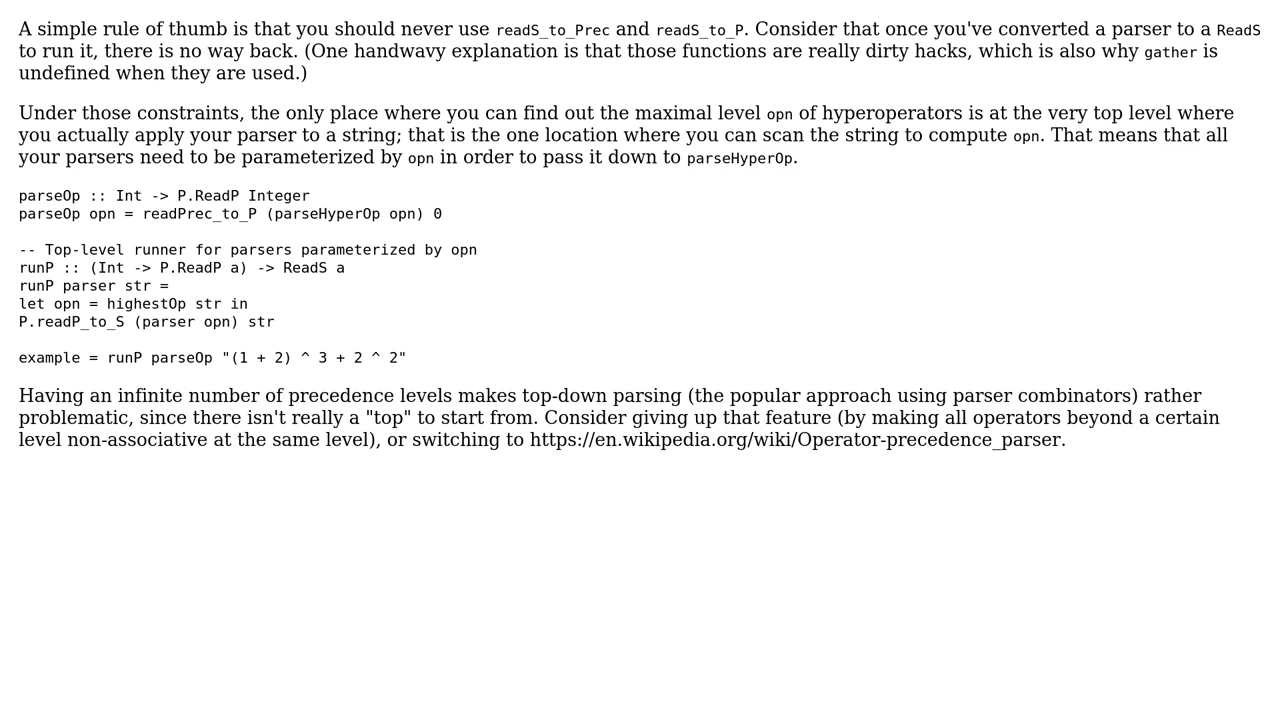 A simple rule of thumb is that you should never use readS_to_Prec and readS_to_P. Consider that once you've converted a parser to a ReadS
to run it, there is no way back. (One handwavy explanation is that those functions are really dirty hacks, which is also why gather is
undefined when they are used.)
Under those constraints, the only place where you can find out the maximal level opn of hyperoperators is at the very top level where
you actually apply your parser to a string; that is the one location where you can scan the string to compute opn. That means that all
your parsers need to be parameterized by opn in order to pass it down to parseHyperOp.
parseOp :: Int -> P.ReadP Integer
parseOp opn = readPrec_to_P (parseHyperOp opn) 0
-- Top-level runner for parsers parameterized by opn
runP :: (Int -> P.ReadP a) -> ReadS a
runP parser str =
let opn = highestOp str in
P.readP_to_S (parser opn) str
example = runP parseOp "(1 + 2) ^ 3 + 2 ^ 2"
Having an infinite number of precedence levels makes top-down parsing (the popular approach using parser combinators) rather
problematic, since there isn't really a "top" to start from. Consider giving up that feature (by making all operators beyond a certain
level non-associative at the same level), or switching to https://en.wikipedia.org/wiki/Operator-precedence_parser.